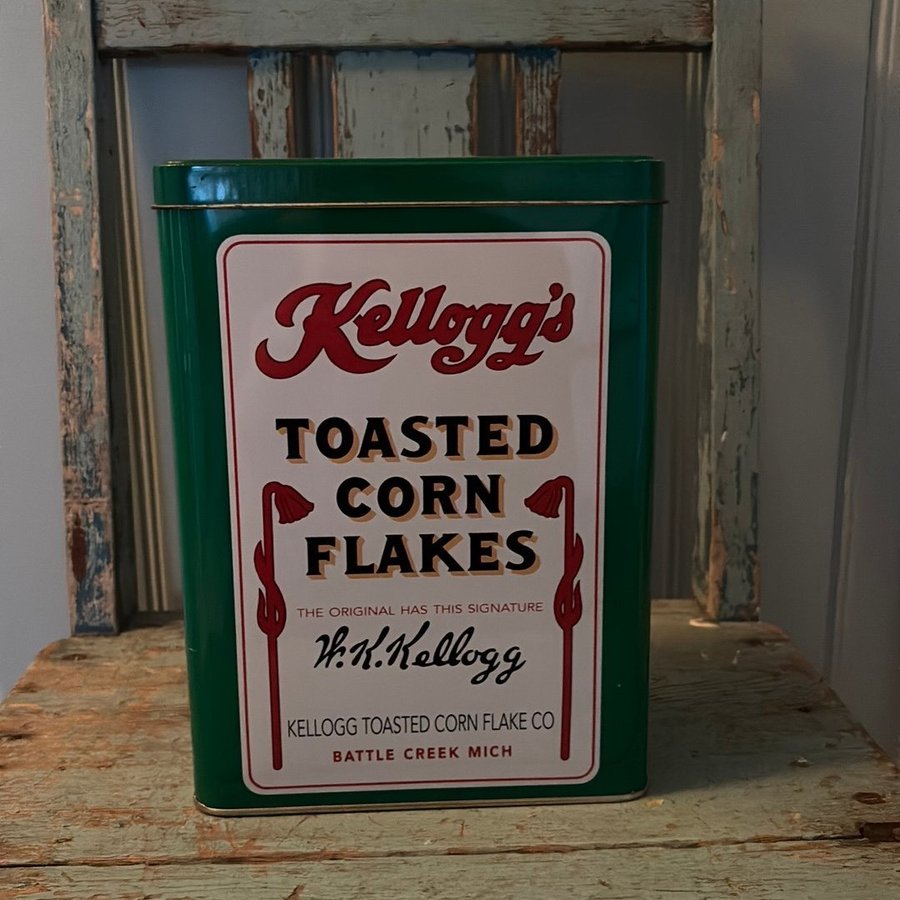 Kellogg's
TOASTED
CORN
FLAKES
THE ORIGINAL HAS THIS SIGNATURE
W.K.Kellogg
KELLOGG TOASTED CORN FLAKE CO
BATTLE CREEK MICH